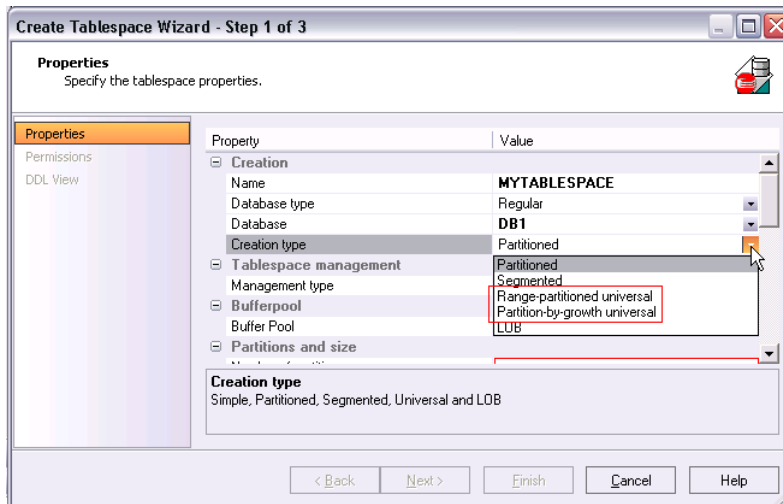 Create Tablespace Wizard - Step 1 of 3
Properties
Specify the tablespace properties.
Properties
Permissions
DDL View
Property Value
Creation
Name MYTABLESPACE
Database type Regular
Database DB1
Creation type Partitioned
Partitioned
Segmented
Range-partitioned universal
Partition-by-growth universal
LOB
Tablespace management
Management type
Bufferpool
Buffer Pool
Partitions and size
Creation type
Simple, Partitioned, Segmented, Universal and LOB
< Back
Next >
Finish
Cancel
Help